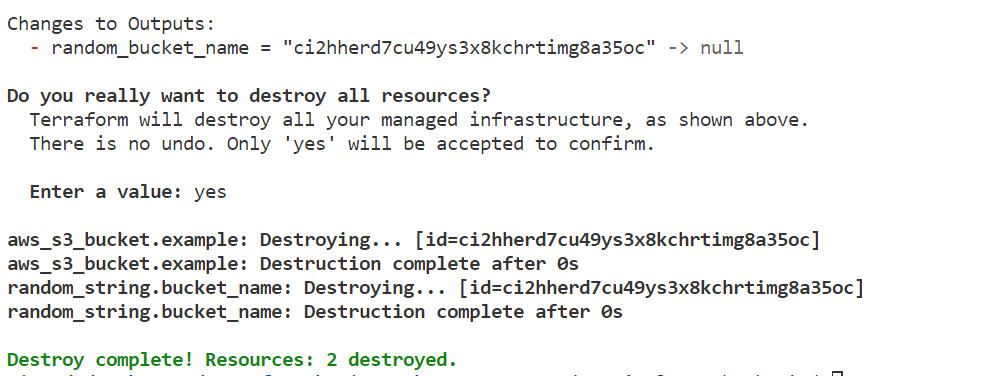 Changes to Outputs:
- random_bucket_name = "ci2hherd7cu49ys3x8kchrtimg8a35oc" -> null
Do you really want to destroy all resources?
Terraform will destroy all your managed infrastructure, as shown above.
There is no undo. Only 'yes' will be accepted to confirm.
Enter a value: yes
aws_s3_bucket.example: Destroying... [id=ci2hherd7cu49ys3x8kchrtimg8a35oc]
aws_s3_bucket.example: Destruction complete after 0s
random_string.bucket_name: Destroying... [id=ci2hherd7cu49ys3x8kchrtimg8a35oc]
random_string.bucket_name: Destruction complete after 0s
Destroy complete! Resources: 2 destroyed.